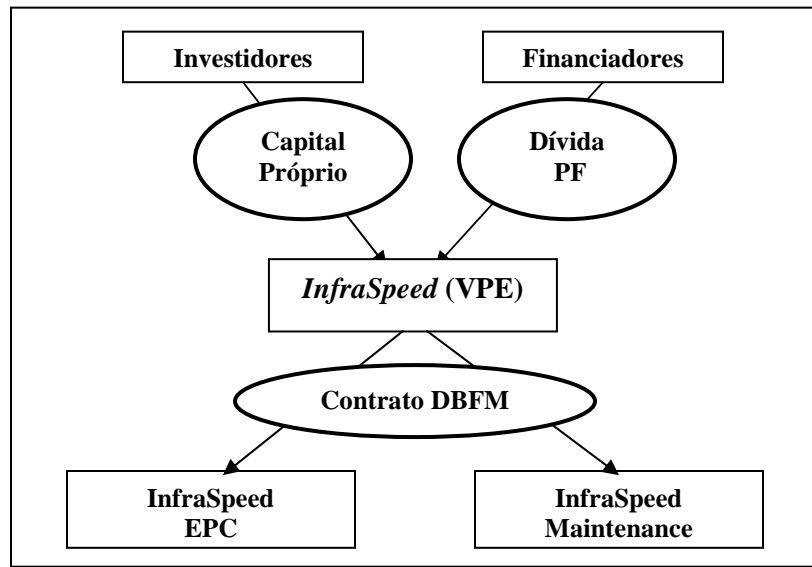 Investidores
Financiadores
Capital
Próprio
Dívida
PF
InfraSpeed (VPE)
Contrato DBFM
InfraSpeed
EPC
InfraSpeed
Maintenance